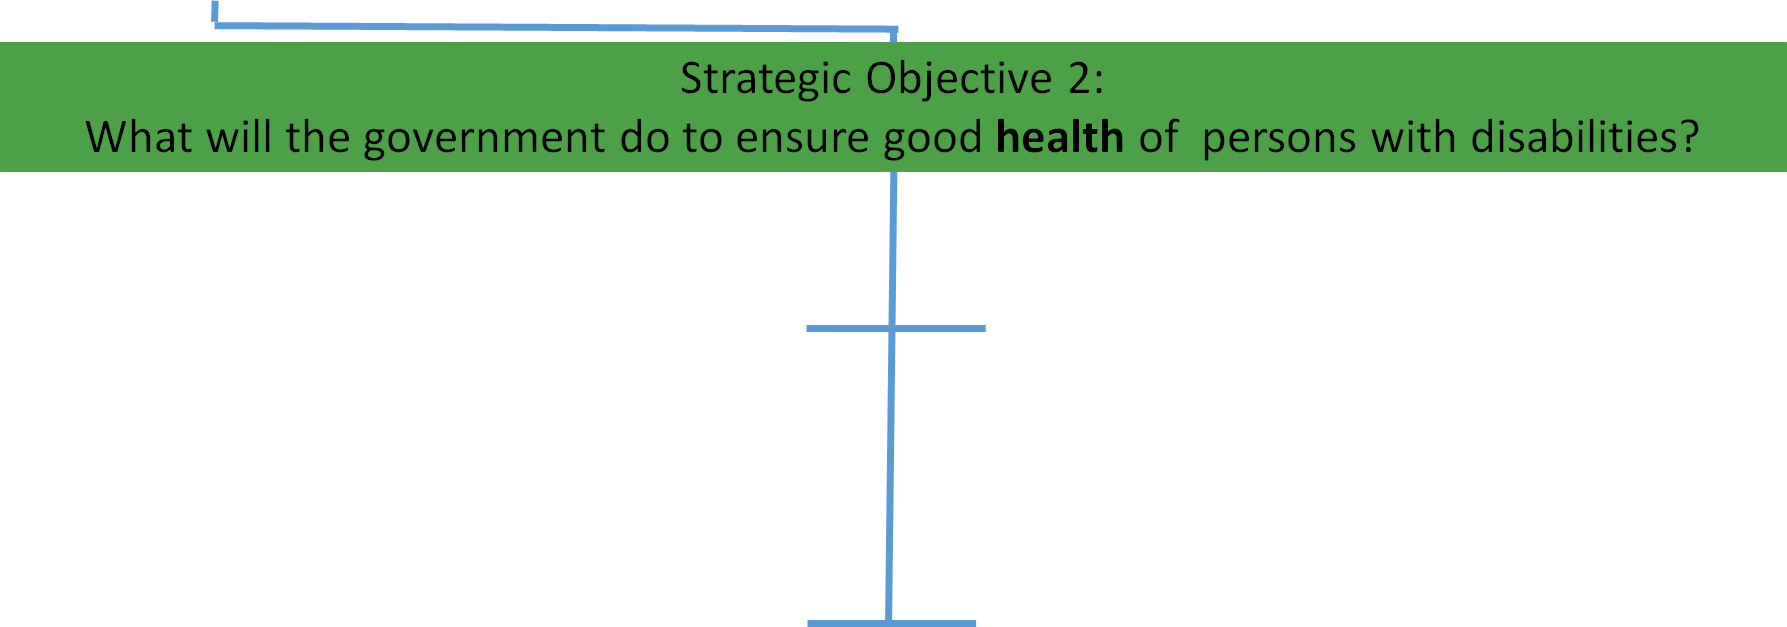 Strategic Objective 2:
What will the government do to ensure good health of  persons with disabilities?